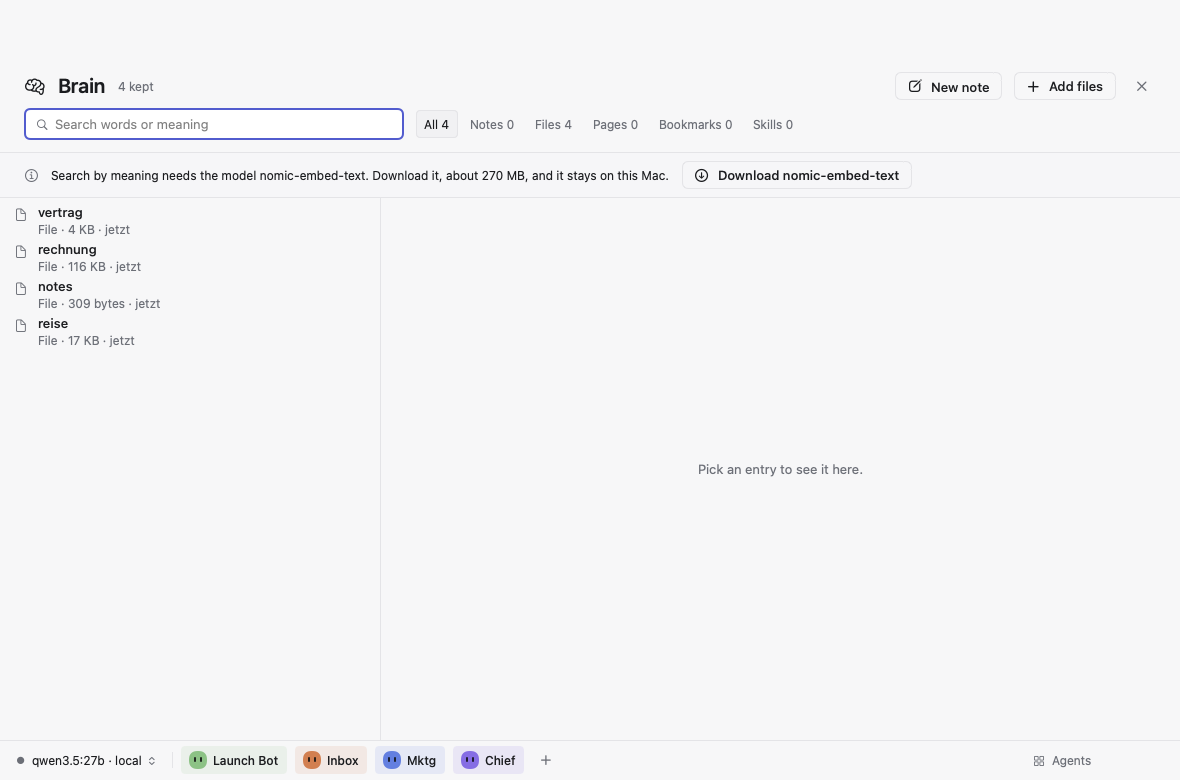 Brain 4 kept New note Add files
Search words or meaning All 4 Notes 0 Files 4 Pages 0 Bookmarks 0 Skills 0
Search by meaning needs the model nomic-embed-text. Download it, about 270 MB, and it stays on this Mac. Download nomic-embed-text
vertrag
File · 4 KB · jetzt
rechnung
File · 116 KB · jetzt
notes
File · 309 bytes · jetzt
reise
File · 17 KB · jetzt
Pick an entry to see it here.
qwen3.5:27b · local Launch Bot Inbox Mktg Chief Agents